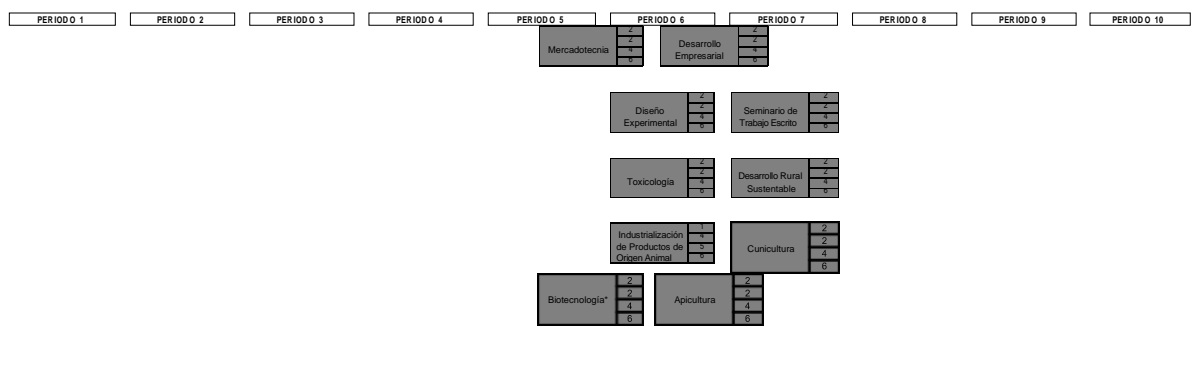 PERIODO 1 PERIODO 2 PERIODO 3 PERIODO 4 PERIODO 5 PERIODO 6 PERIODO 7 PERIODO 8 PERIODO 9 PERIODO 10
Mercadotecnia
2
2
4
6
Desarrollo
Empresarial
2
2
4
6
Diseño
Experimental
2
2
4
6
Seminario de
Trabajo Escrito
2
2
4
6
Toxicología
2
2
4
6
Desarrollo Rural
Sustentable
2
2
4
6
Industrialización
de Productos de
Origen Animal
1
4
5
6
Cunicultura
2
2
4
6
Biotecnología*
2
2
4
6
Apicultura
2
2
4
6